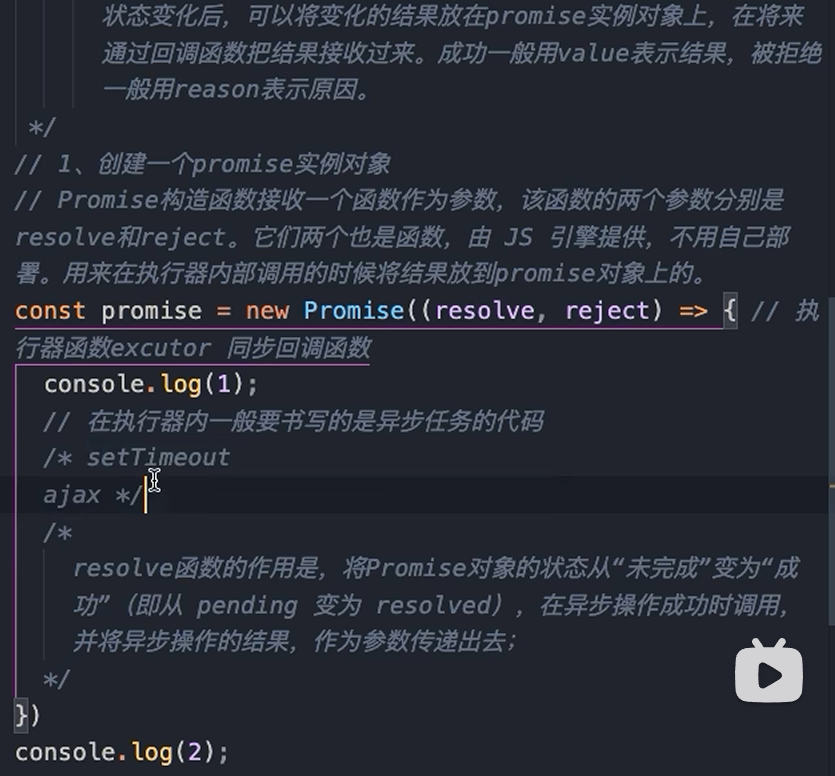 状态变化后，可以将变化的结果放在promise实例对象上，在将来
通过回调函数把结果接收过来。成功一般用value表示结果，被拒绝
一般用reason表示原因。
*/
// 1、创建一个promise实例对象
// Promise构造函数接收一个函数作为参数，该函数的两个参数分别是
resolve和reject。它们两个也是函数，由 JS 引擎提供，不用自己部
署。用来在执行器内部调用的时候将结果放到promise对象上的。
const promise = new Promise((resolve, reject) => { // 执
行器函数excutor 同步回调函数
console.log(1);
// 在执行器内一般要书写的是异步任务的代码
/* setTimeout
ajax */
/*
resolve函数的作用是，将Promise对象的状态从“未完成”变为“成
功”（即从 pending 变为 resolved），在异步操作成功时调用，
并将异步操作的结果，作为参数传递出去；
*/
})
console.log(2);